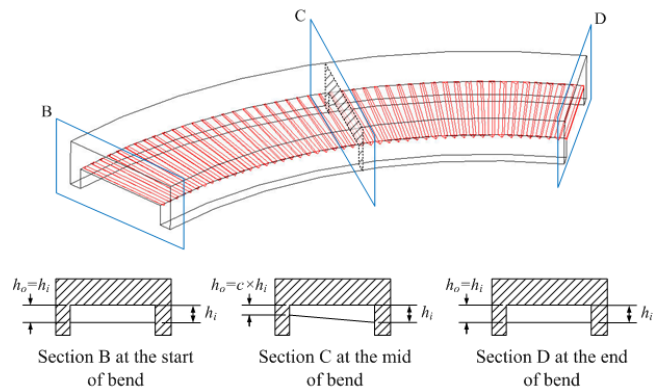 C
D
B
hₒ=hᵢ
hᵢ
hₒ=c×hᵢ
hᵢ
hₒ=hᵢ
hᵢ
Section B at the start
of bend
Section C at the mid
of bend
Section D at the end
of bend